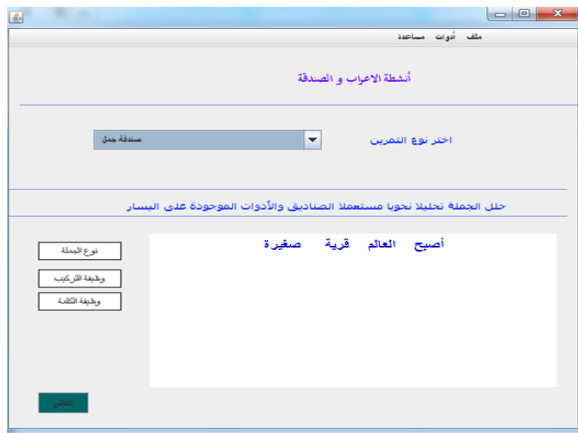 ملف أدوات مساعدة
أنشطة الاعراب و الصندقة
اختر نوع التمرين
صندقة جمل
حلل الجملة تحليلا نحويا مستعملا الصناديق والأدوات الموجودة على اليسار
أصبح العالم قرية صغيرة
نوع الجملة
وظيفة التركيب
وظيفة الكلمة
التالي